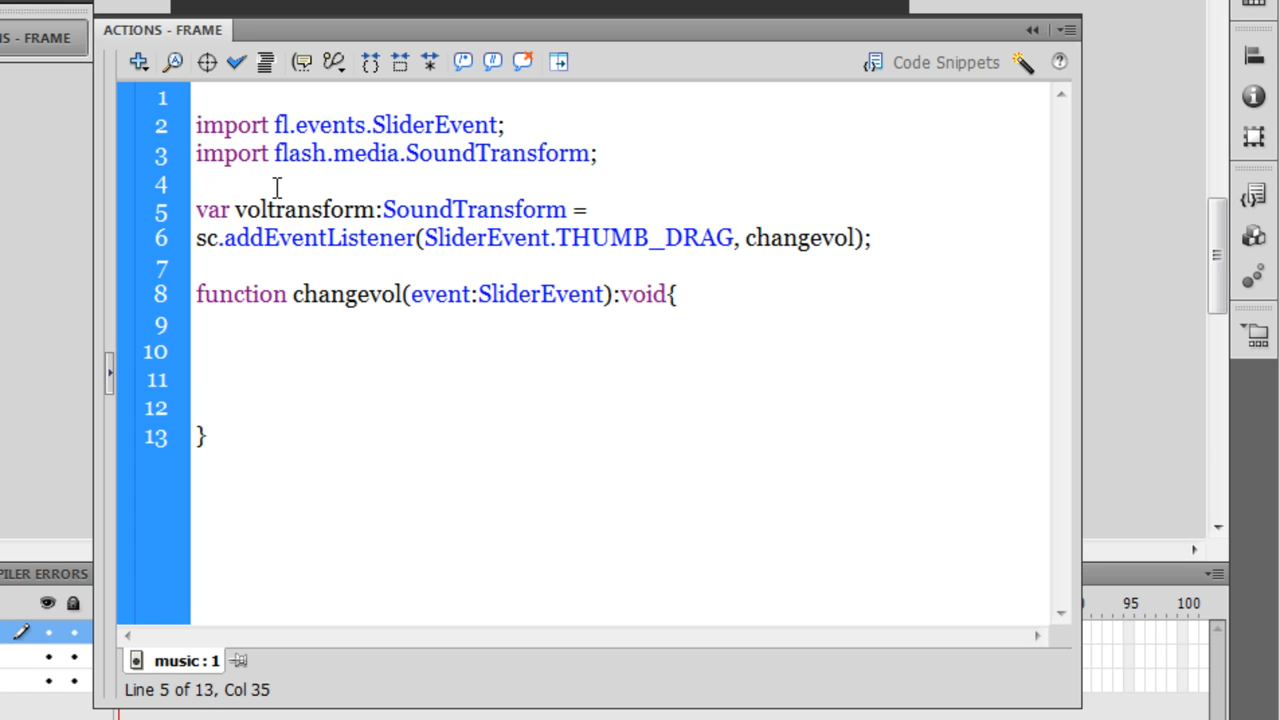 S - FRAME
ACTIONS - FRAME
Code Snippets
1
2 import fl.events.SliderEvent;
3 import flash.media.SoundTransform;
4
5 var voltransform:SoundTransform =
6 sc.addEventListener(SliderEvent.THUMB_DRAG, changevol);
7
8 function changevol(event:SliderEvent):void{
9
10
11
12
13 }
PILER ERRORS
95 100
music : 1
Line 5 of 13, Col 35